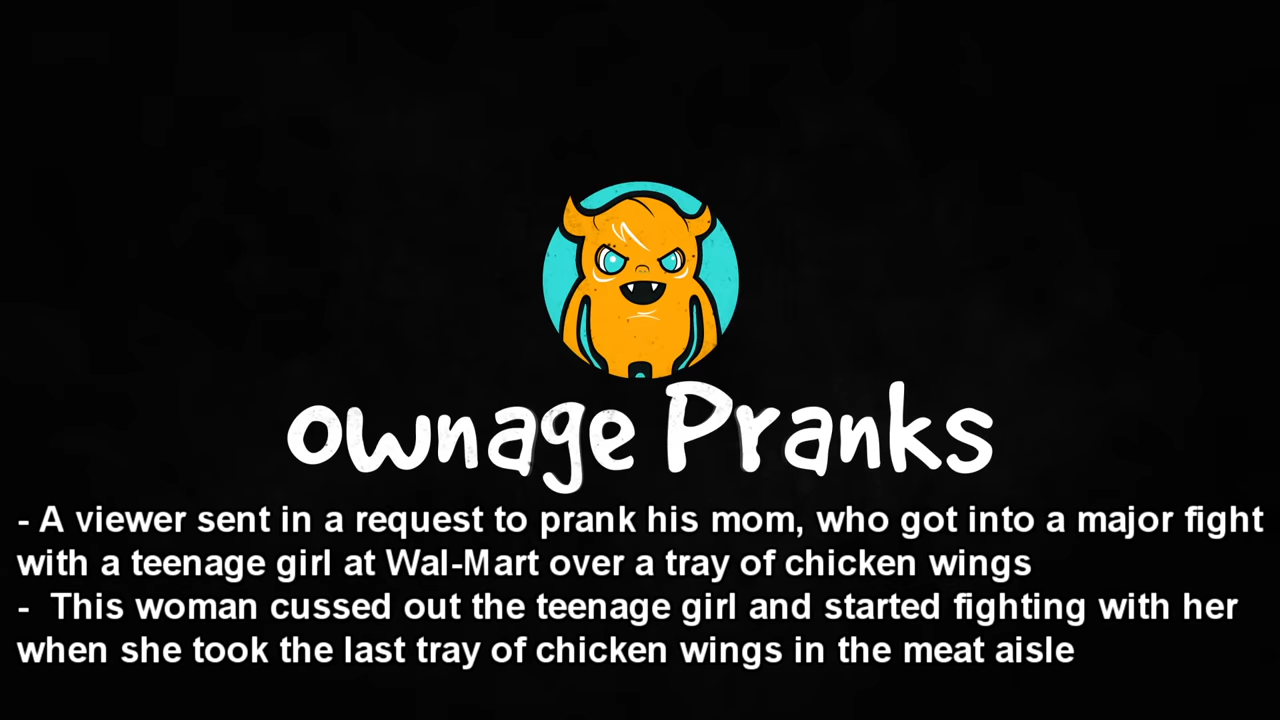 ownage Pranks
- A viewer sent in a request to prank his mom, who got into a major fight
with a teenage girl at Wal-Mart over a tray of chicken wings
-  This woman cussed out the teenage girl and started fighting with her
when she took the last tray of chicken wings in the meat aisle